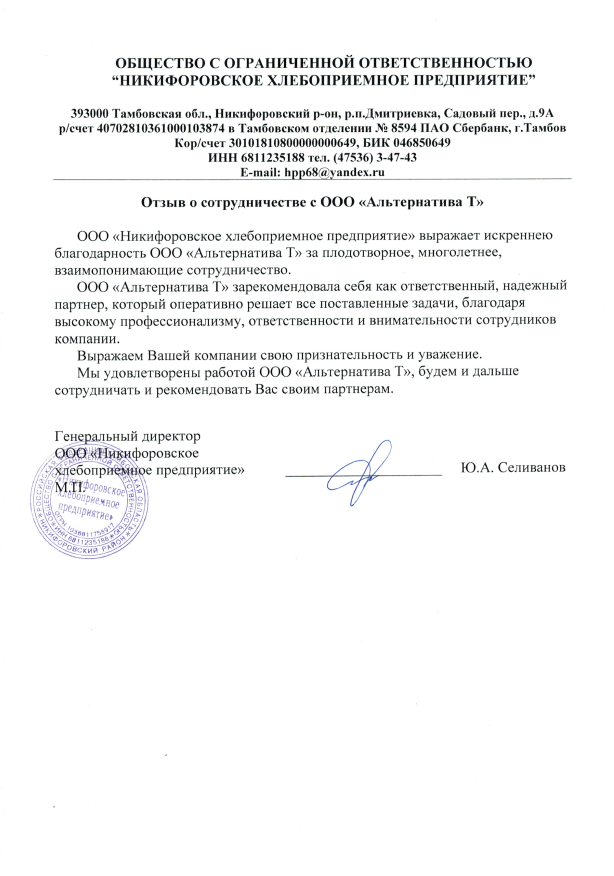 ОБЩЕСТВО С ОГРАНИЧЕННОЙ ОТВЕТСТВЕННОСТЬЮ
“НИКИФОРОВСКОЕ ХЛЕБОПРИЕМНОЕ ПРЕДПРИЯТИЕ”
393000 Тамбовская обл., Никифоровский р-он, р.п.Дмитриевка, Садовый пер., д.9А
р/счет 40702810361000103874 в Тамбовском отделении № 8594 ПАО Сбербанк, г.Тамбов
Кор/счет 30101810800000000649, БИК 046850649
ИНН 6811235188 тел. (47536) 3-47-43
E-mail: hpp68@yandex.ru
Отзыв о сотрудничестве с ООО «Альтернатива Т»
ООО «Никифоровское хлебоприемное предприятие» выражает искреннею
благодарность ООО «Альтернатива Т» за плодотворное, многолетнее,
взаимопонимающие сотрудничество.
ООО «Альтернатива Т» зарекомендовала себя как ответственный, надежный
партнер, который оперативно решает все поставленные задачи, благодаря
высокому профессионализму, ответственности и внимательности сотрудников
компании.
Выражаем Вашей компании свою признательность и уважение.
Мы удовлетворены работой ООО «Альтернатива Т», будем и дальше
сотрудничать и рекомендовать Вас своим партнерам.
Генеральный директор
ООО «Никифоровское
хлебоприемное предприятие» Ю.А. Селиванов
М.П.
«Никифоровское
хлебоприемное
предприятие»
ИНН 6811235188
НИКИФОРОВСКИЙ РАЙОН